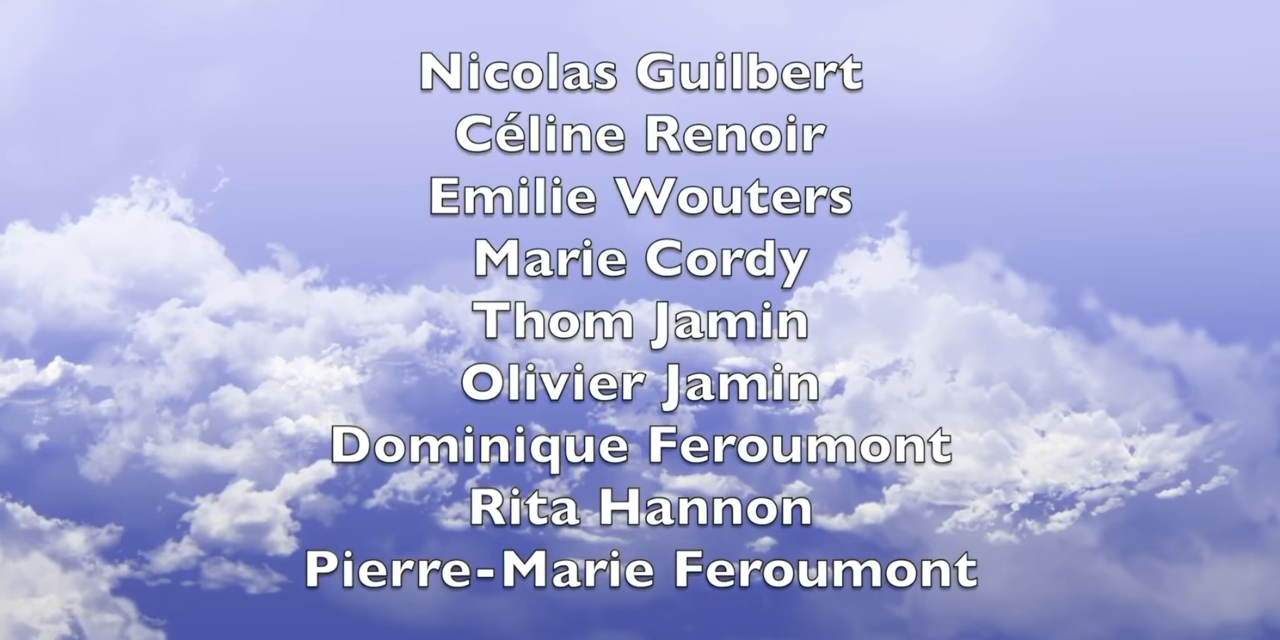 Nicolas Guilbert
Céline Renoir
Emilie Wouters
Marie Cordy
Thom Jamin
Olivier Jamin
Dominique Feroumont
Rita Hannon
Pierre-Marie Feroumont